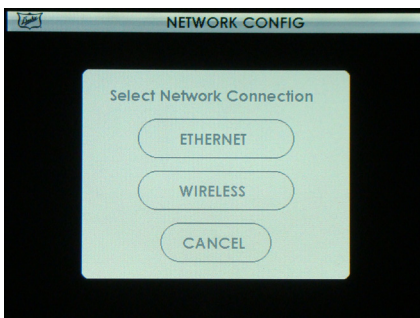 NETWORK CONFIG
Select Network Connection
ETHERNET
WIRELESS
CANCEL